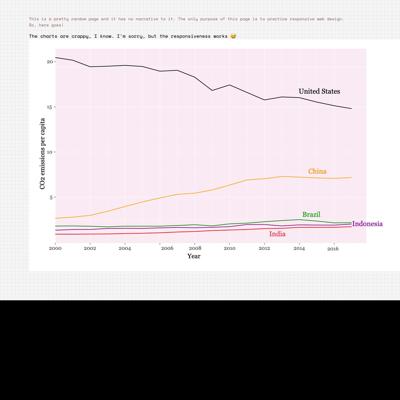 This is a pretty random page and it has no narrative to it. The only purpose of this page is to practice responsive web design.
So, here goes!
The charts are crappy, I know. I'm sorry, but the responsiveness works 😅
20
United States
15
CO2 emissions per capita
10
China
5
Brazil
Indonesia
India
2000 2002 2004 2006 2008 2010 2012 2014 2016
Year